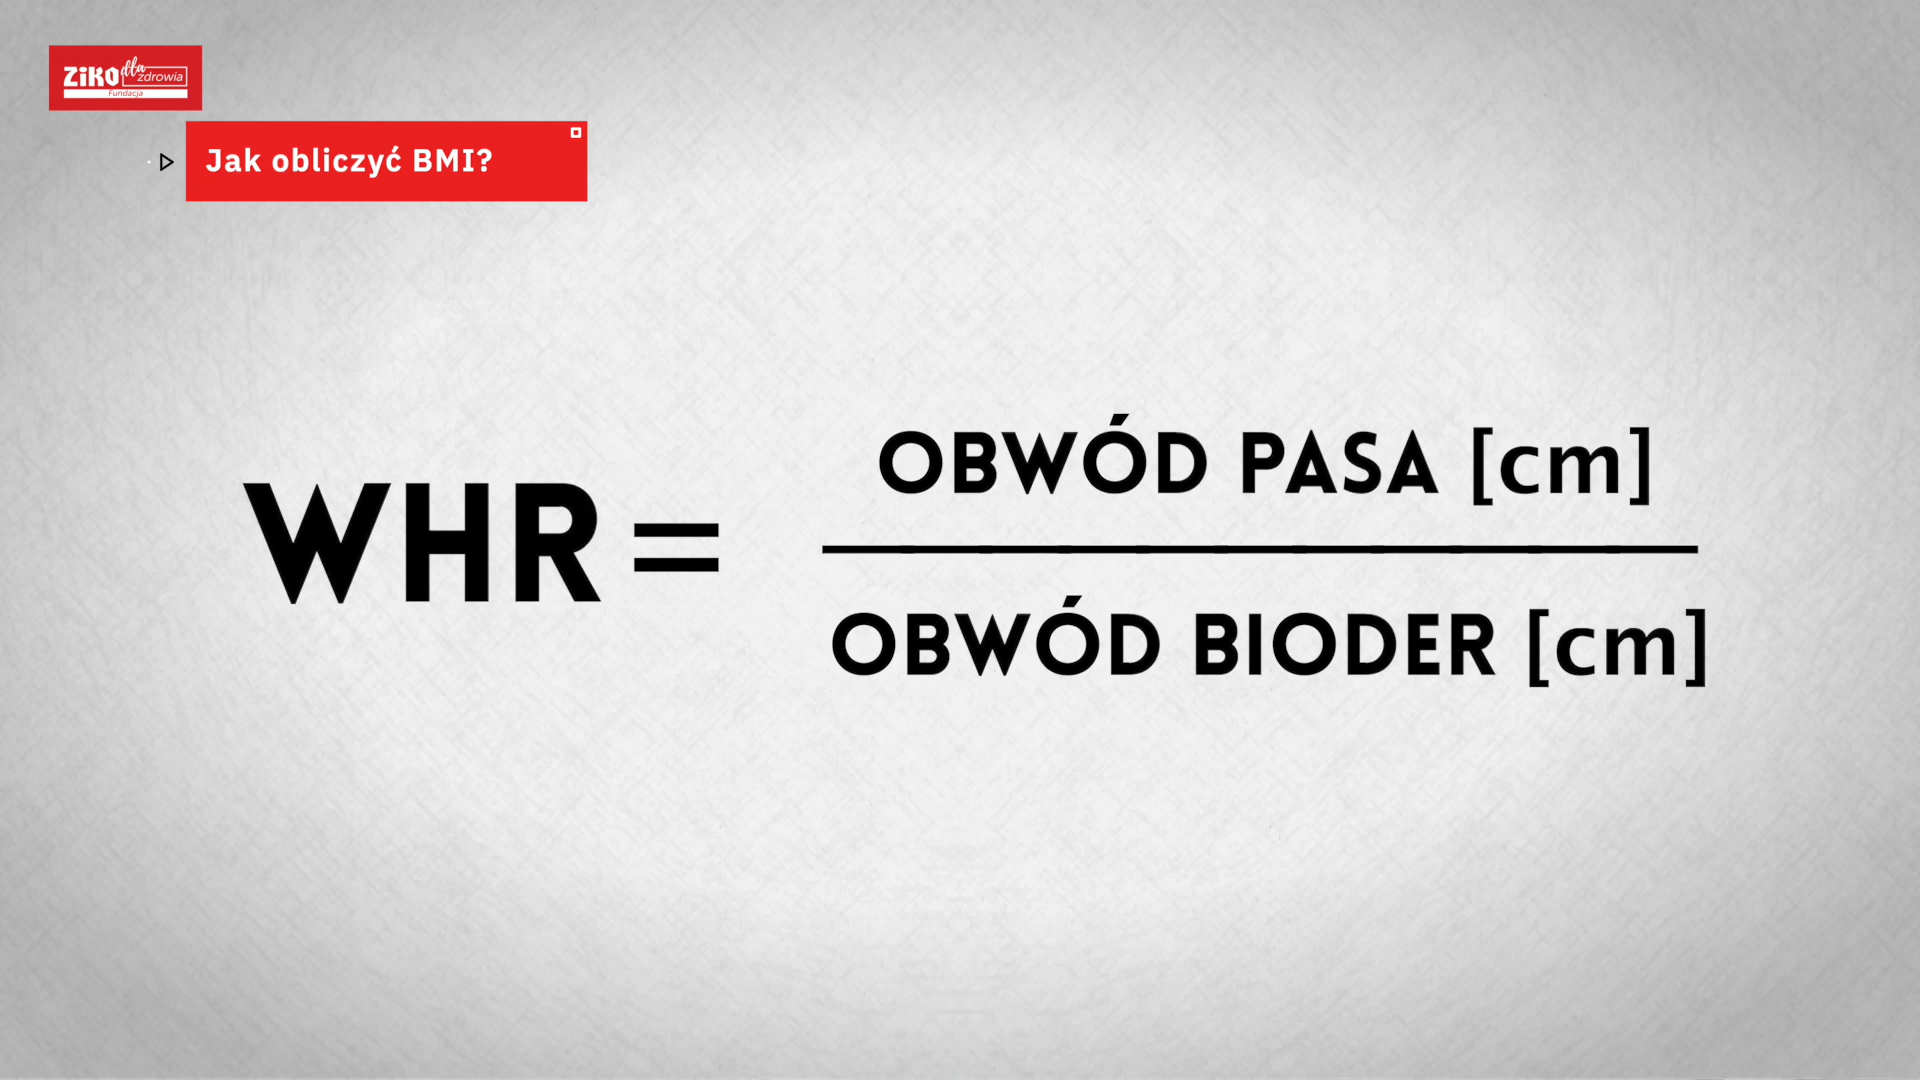 ZIKO dla zdrowia
Fundacja
Jak obliczyć BMI?
WHR =
OBWÓD PASA [cm]
OBWÓD BIODER [cm]